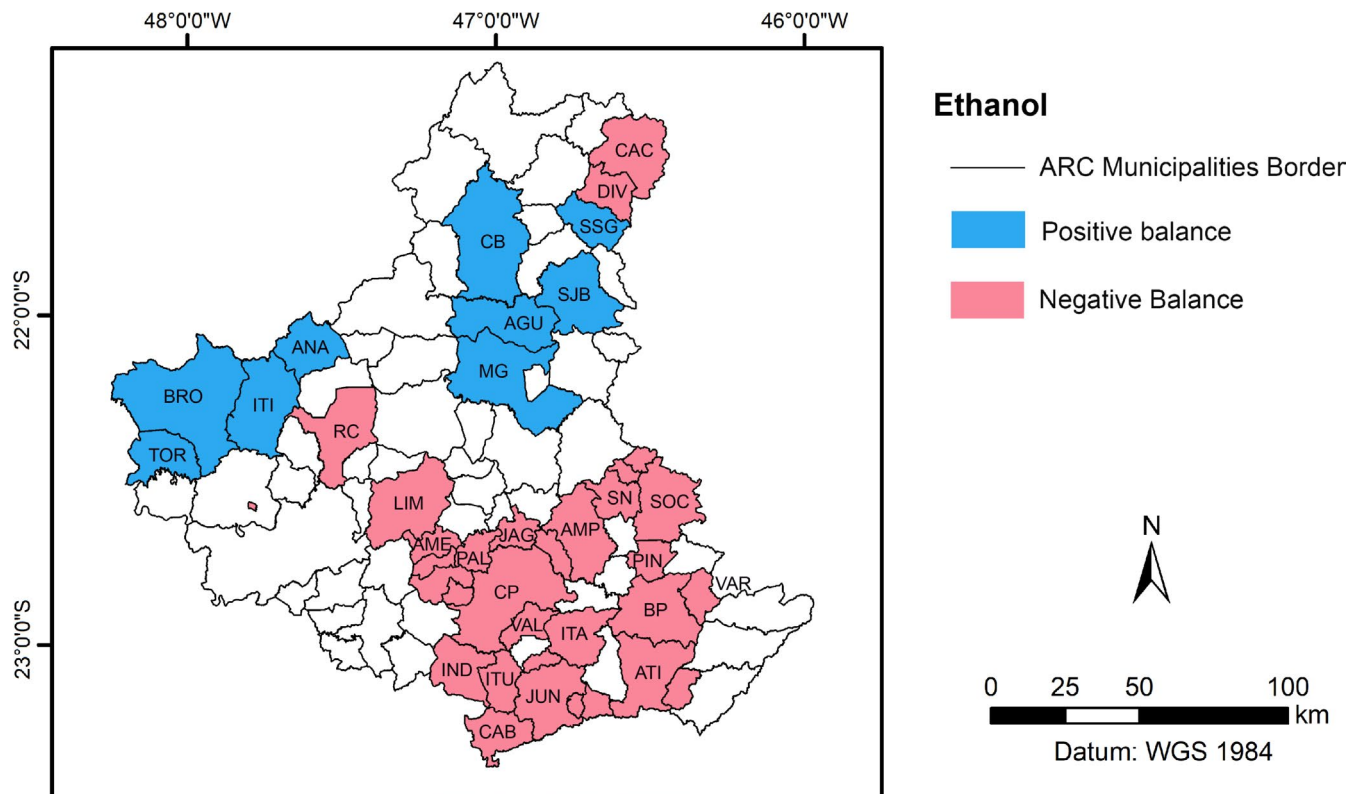 48°0'0"W 47°0'0"W 46°0'0"W
22°0'0"S
23°0'0"S
CAC
DIV
SSG
CB
SJB
AGU
ANA
MG
BRO
ITI
RC
TOR
LIM
SN
SOC
AMP
JAG
AME
PAL
PIN
VAR
CP
BP
VAL
ITA
IND
ITU
ATI
JUN
CAB
Ethanol
ARC Municipalities Border
Positive balance
Negative Balance
N
0 25 50 100
km
Datum: WGS 1984